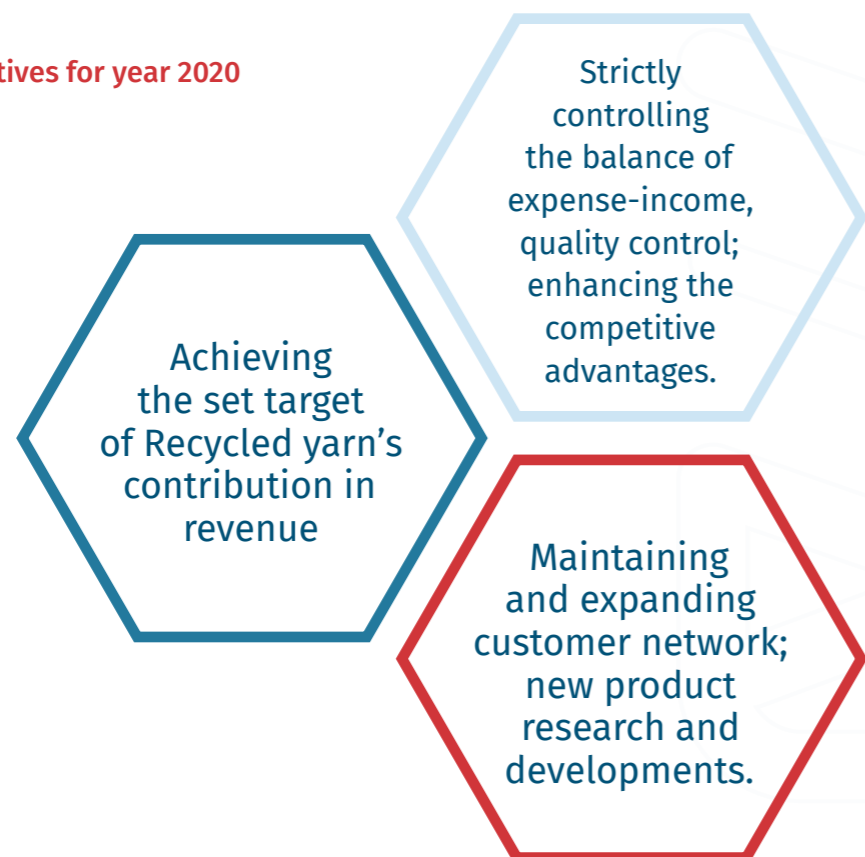 tives for year 2020
Strictly
controlling
the balance of
expense-income,
quality control;
enhancing the
competitive
advantages.
Achieving
the set target
of Recycled yarn’s
contribution in
revenue
Maintaining
and expanding
customer network;
new product
research and
developments.